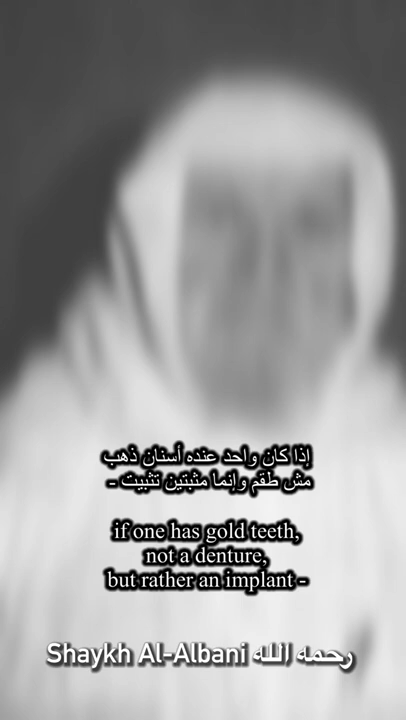 إذا كان واحد عنده أسنان ذهب
مش طقم وإنما مثبتين تثبيت -
if one has gold teeth,
not a denture,
but rather an implant -
Shaykh Al-Albani رحمه الله